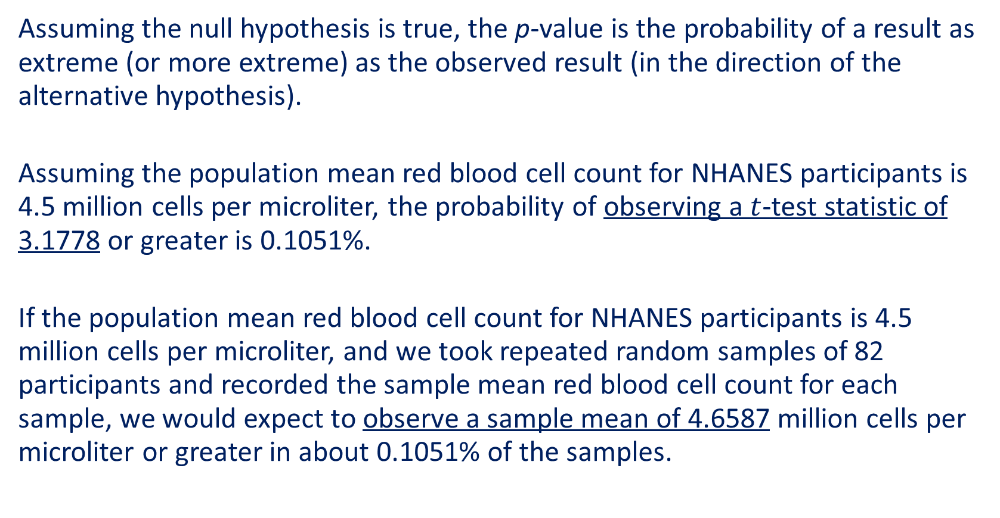 Assuming the null hypothesis is true, the p-value is the probability of a result as
extreme (or more extreme) as the observed result (in the direction of the
alternative hypothesis).
Assuming the population mean red blood cell count for NHANES participants is
4.5 million cells per microliter, the probability of observing a t-test statistic of
3.1778 or greater is 0.1051%.
If the population mean red blood cell count for NHANES participants is 4.5
million cells per microliter, and we took repeated random samples of 82
participants and recorded the sample mean red blood cell count for each
sample, we would expect to observe a sample mean of 4.6587 million cells per
microliter or greater in about 0.1051% of the samples.